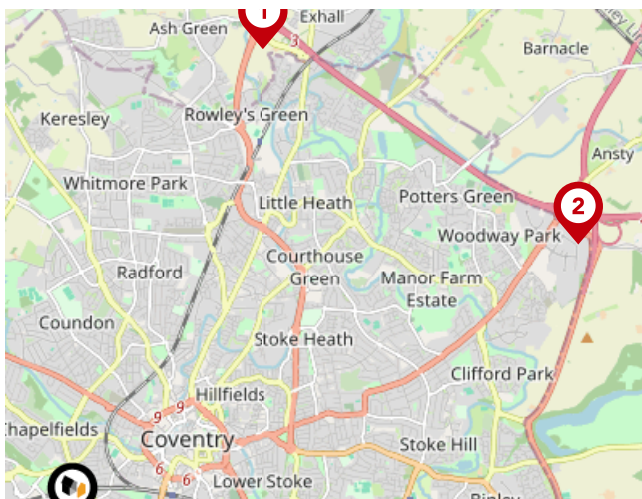 1
Exhall
Ash Green
3
Barnacle
Keresley
Rowley's Green
Ansty
Whitmore Park
Little Heath
Potters Green
2
Woodway Park
Courthouse
Green
Radford
Manor Farm
Estate
Coundon
Stoke Heath
Clifford Park
Hillfields
9
9
Chapelfields
Coventry
Stoke Hill
6
6
Lower Stoke